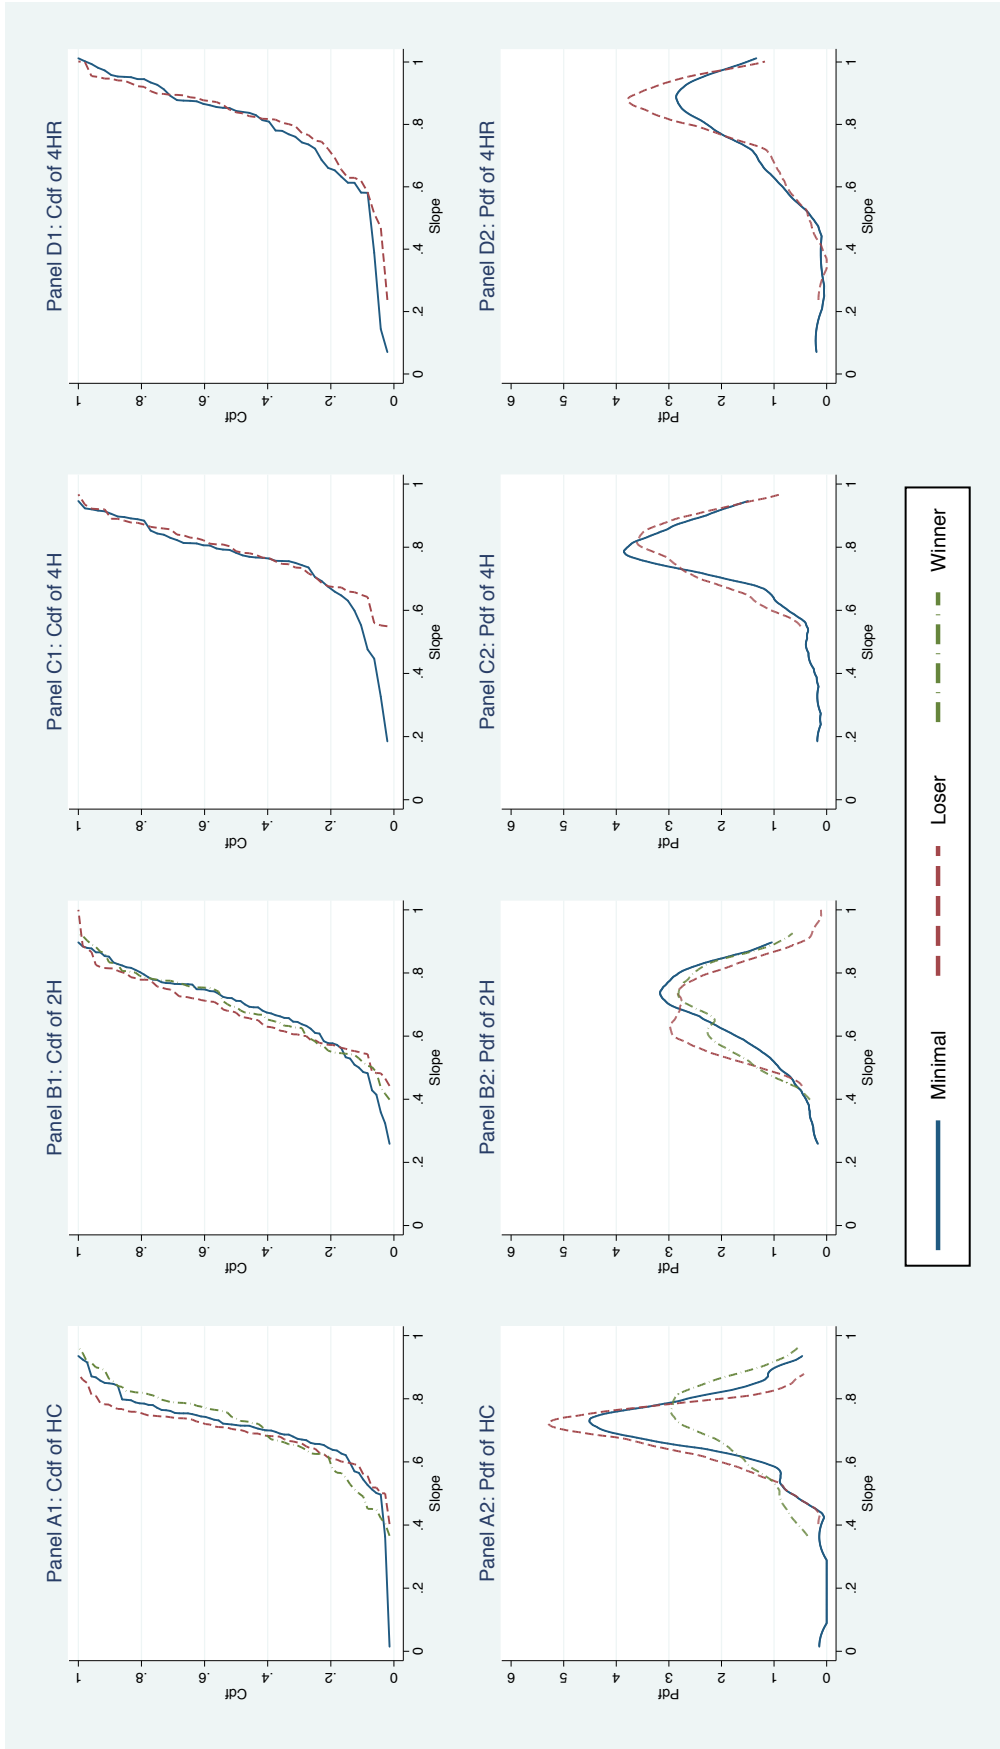 Panel A1: Cdf of HC
Cdf
0 .2 .4 .6 .8 1
0 .2 .4 .6 .8 1
Slope
Panel B1: Cdf of 2H
Cdf
0 .2 .4 .6 .8 1
0 .2 .4 .6 .8 1
Slope
Panel C1: Cdf of 4H
Cdf
0 .2 .4 .6 .8 1
0 .2 .4 .6 .8 1
Slope
Panel D1: Cdf of 4HR
Cdf
0 .2 .4 .6 .8 1
0 .2 .4 .6 .8 1
Slope
Panel A2: Pdf of HC
Pdf
0 1 2 3 4 5 6
0 .2 .4 .6 .8 1
Slope
Panel B2: Pdf of 2H
Pdf
0 1 2 3 4 5 6
0 .2 .4 .6 .8 1
Slope
Panel C2: Pdf of 4H
Pdf
0 1 2 3 4 5 6
0 .2 .4 .6 .8 1
Slope
Panel D2: Pdf of 4HR
Pdf
0 1 2 3 4 5 6
0 .2 .4 .6 .8 1
Slope
Minimal Loser Winner